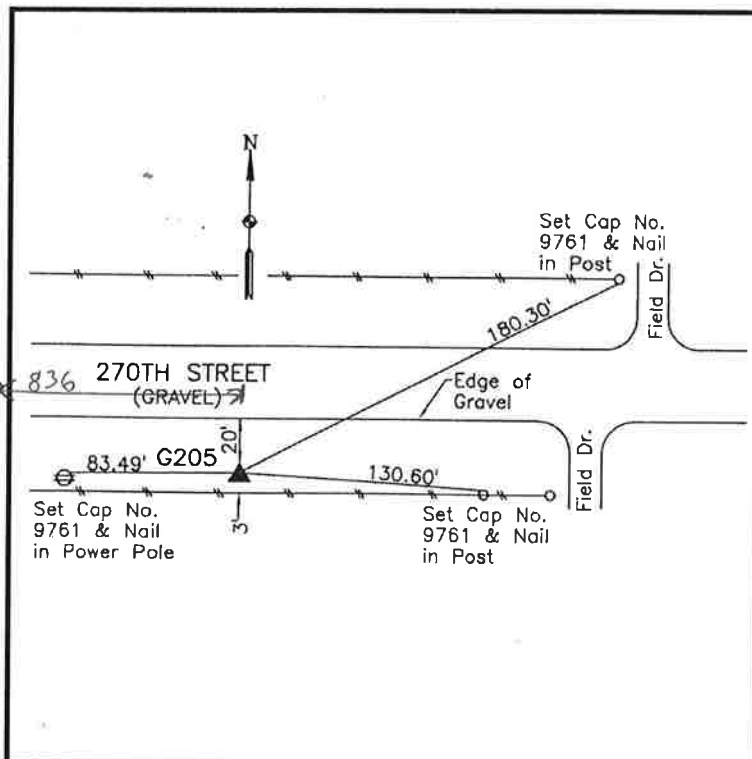 N
Set Cap No.
9761 & Nail
in Post
Field Dr.
180.30'
836
270TH STREET
(GRAVEL)
Edge of
Gravel
20'
83.49'
G205
130.60'
Field Dr.
3'
Set Cap No.
9761 & Nail
in Power Pole
Set Cap No.
9761 & Nail
in Post